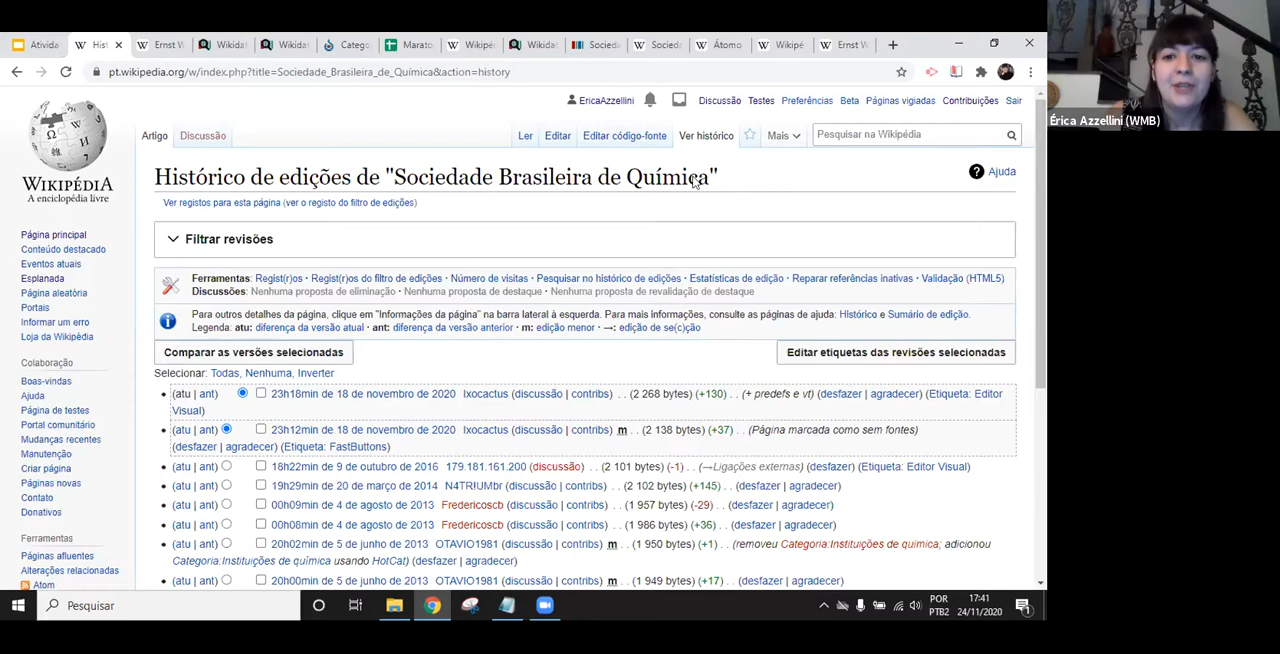 Ativida
Hist
Ernst W
Wikida
Wikida
Catego
Marato
Wikipé
Wikidat
Socied
Socieda
Átomo
Wikipé
Ernst W
pt.wikipedia.org/w/index.php?title=Sociedade_Brasileira_de_Química&action=history
Érica Azzellini (WMB)
EricaAzzellini Discussão Testes Preferências Beta Páginas vigiadas Contribuições Sair
Artigo Discussão Ler Editar Editar código-fonte Ver histórico Mais Pesquisar na Wikipédia
WIKIPÉDIA
A enciclopédia livre
Página principal
Conteúdo destacado
Eventos atuais
Esplanada
Página aleatória
Portais
Informar um erro
Loja da Wikipédia
Colaboração
Boas-vindas
Ajuda
Página de testes
Portal comunitário
Mudanças recentes
Manutenção
Criar página
Páginas novas
Contato
Donativos
Ferramentas
Páginas afluentes
Alterações relacionadas
Atom
Histórico de edições de "Sociedade Brasileira de Química"
Ajuda
Ver registos para esta página (ver o registo do filtro de edições)
Filtrar revisões
Ferramentas: Regist(r)os · Regist(r)os do filtro de edições · Número de visitas · Pesquisar no histórico de edições · Estatísticas de edição · Reparar referências inativas · Validação (HTML5)
Discussões: Nenhuma proposta de eliminação · Nenhuma proposta de destaque · Nenhuma proposta de revalidação de destaque
Para outros detalhes da página, clique em "Informações da página" na barra lateral à esquerda. Para mais informações, consulte as páginas de ajuda: Histórico e Sumário de edição.
Legenda: atu: diferença da versão atual · ant: diferença da versão anterior · m: edição menor · →: edição de se(c)ção
Comparar as versões selecionadas Editar etiquetas das revisões selecionadas
Selecionar: Todas, Nenhuma, Inverter
(atu | ant) 23h18min de 18 de novembro de 2020 Ixocactus (discussão | contribs) . . (2 268 bytes) (+130) . . (+ predefs e vt) (desfazer | agradecer) (Etiqueta: Editor
Visual)
(atu | ant) 23h12min de 18 de novembro de 2020 Ixocactus (discussão | contribs) m . . (2 138 bytes) (+37) . . (Página marcada como sem fontes)
(desfazer | agradecer) (Etiqueta: FastButtons)
(atu | ant) 18h22min de 9 de outubro de 2016 179.181.161.200 (discussão) . . (2 101 bytes) (-1) . . (→Ligações externas) (desfazer) (Etiqueta: Editor Visual)
(atu | ant) 19h29min de 20 de março de 2014 N4TR!UMbr (discussão | contribs) . . (2 102 bytes) (+145) . . (desfazer | agradecer)
(atu | ant) 00h09min de 4 de agosto de 2013 Fredericoscb (discussão | contribs) . . (1 957 bytes) (-29) . . (desfazer | agradecer)
(atu | ant) 00h08min de 4 de agosto de 2013 Fredericoscb (discussão | contribs) . . (1 986 bytes) (+36) . . (desfazer | agradecer)
(atu | ant) 20h02min de 5 de junho de 2013 OTAVIO1981 (discussão | contribs) m . . (1 950 bytes) (+1) . . (removeu Categoria:Instituições de quimica; adicionou
Categoria:Instituições de química usando HotCat) (desfazer | agradecer)
(atu | ant) 20h00min de 5 de junho de 2013 OTAVIO1981 (discussão | contribs) m . . (1 949 bytes) (+17) . . (desfazer | agradecer)
Pesquisar
POR
PTB2
17:41
24/11/2020
1